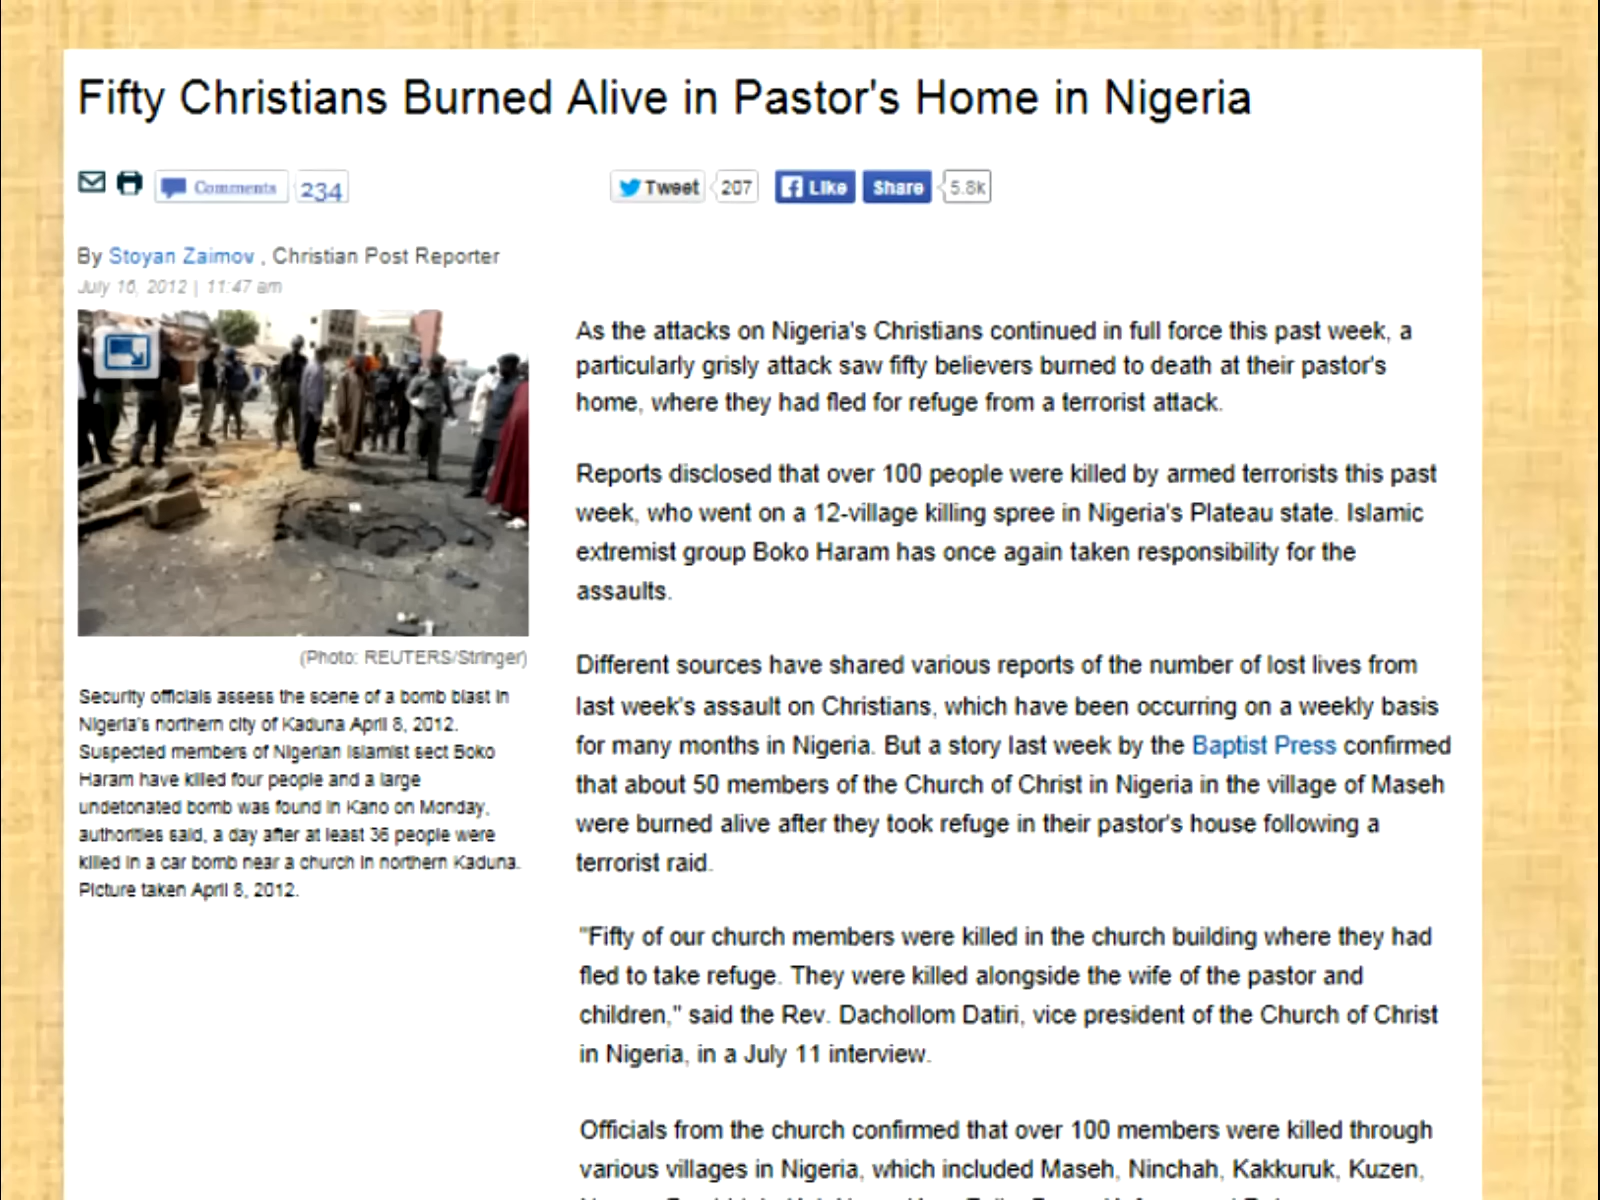 Fifty Christians Burned Alive in Pastor's Home in Nigeria
Comments 234
Tweet 207 Like Share 5.8k
By Stoyan Zaimov , Christian Post Reporter
July 16, 2012 | 11:47 am
(Photo: REUTERS/Stringer)
Security officials assess the scene of a bomb blast in
Nigeria's northern city of Kaduna April 8, 2012.
Suspected members of Nigerian Islamist sect Boko
Haram have killed four people and a large
undetonated bomb was found in Kano on Monday,
authorities said, a day after at least 36 people were
killed in a car bomb near a church in northern Kaduna.
Picture taken April 8, 2012.
As the attacks on Nigeria's Christians continued in full force this past week, a
particularly grisly attack saw fifty believers burned to death at their pastor's
home, where they had fled for refuge from a terrorist attack.
Reports disclosed that over 100 people were killed by armed terrorists this past
week, who went on a 12-village killing spree in Nigeria's Plateau state. Islamic
extremist group Boko Haram has once again taken responsibility for the
assaults.
Different sources have shared various reports of the number of lost lives from
last week's assault on Christians, which have been occurring on a weekly basis
for many months in Nigeria. But a story last week by the Baptist Press confirmed
that about 50 members of the Church of Christ in Nigeria in the village of Maseh
were burned alive after they took refuge in their pastor's house following a
terrorist raid.
"Fifty of our church members were killed in the church building where they had
fled to take refuge. They were killed alongside the wife of the pastor and
children," said the Rev. Dachollom Datiri, vice president of the Church of Christ
in Nigeria, in a July 11 interview.
Officials from the church confirmed that over 100 members were killed through
various villages in Nigeria, which included Maseh, Ninchah, Kakkuruk, Kuzen,